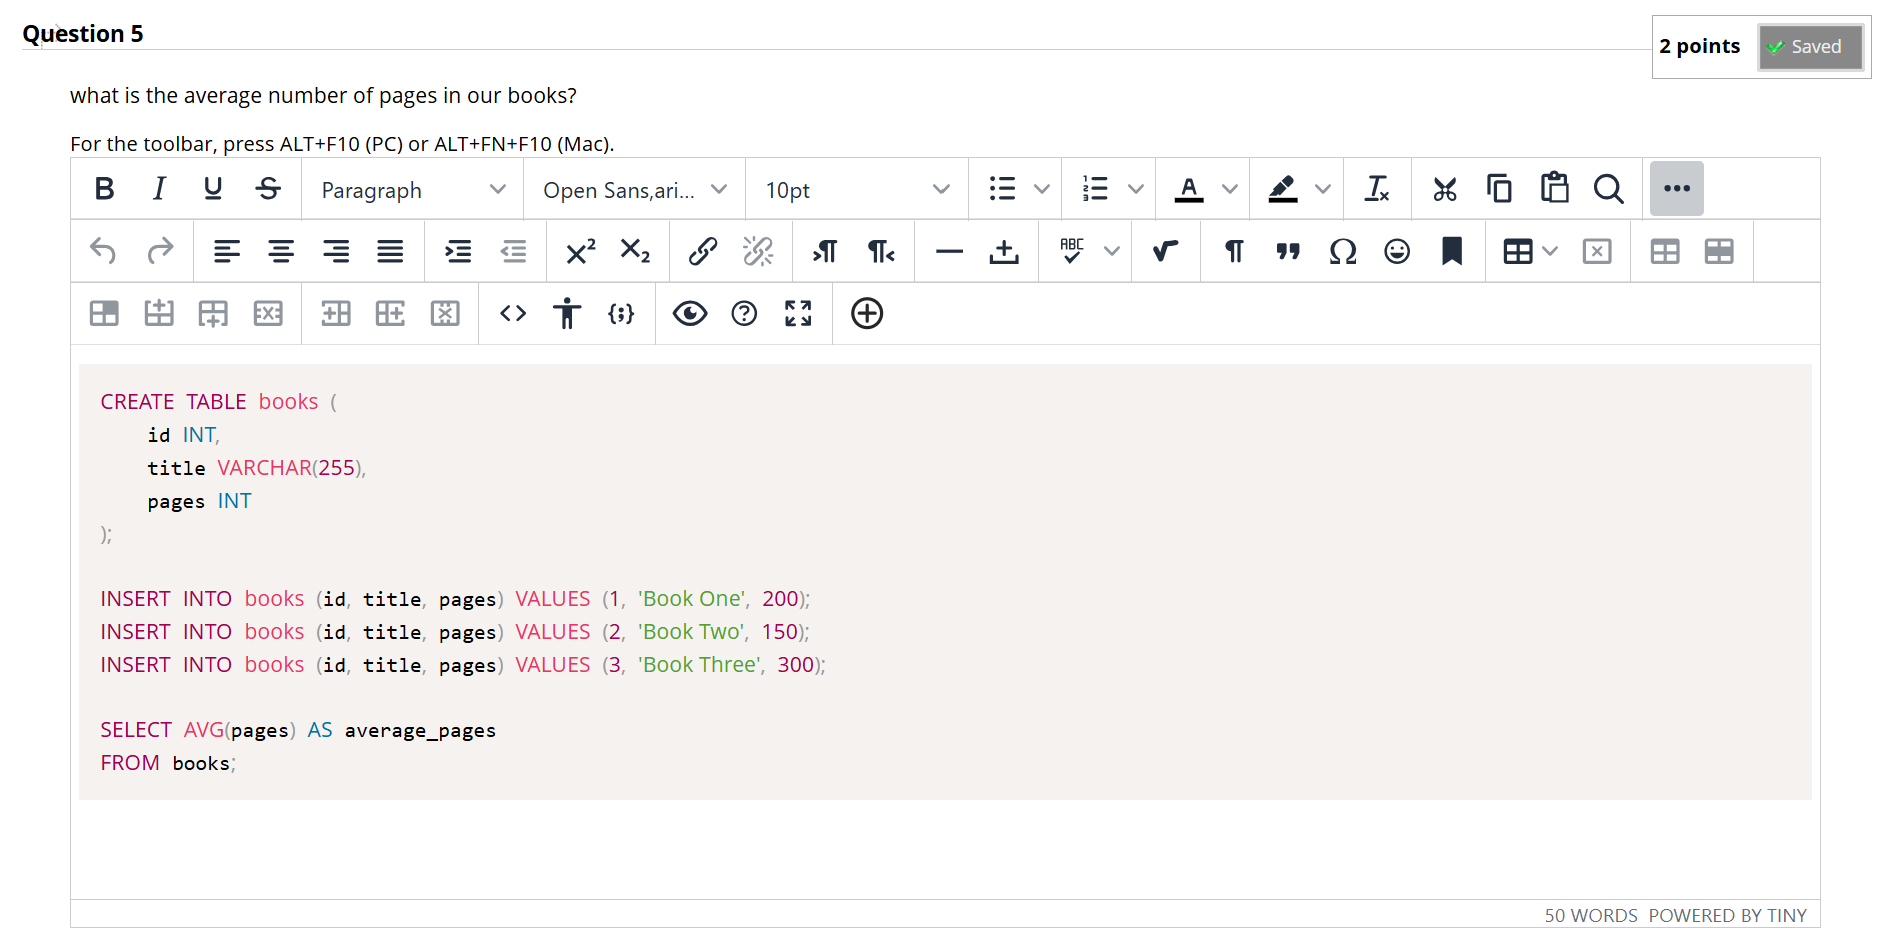 Question 5
2 points
Saved
what is the average number of pages in our books?
For the toolbar, press ALT+F10 (PC) or ALT+FN+F10 (Mac).
B I U S Paragraph Open Sans,ari... 10pt
X² X₂ ABC
CREATE TABLE books (
    id INT,
    title VARCHAR(255),
    pages INT
);
INSERT INTO books (id, title, pages) VALUES (1, 'Book One', 200);
INSERT INTO books (id, title, pages) VALUES (2, 'Book Two', 150);
INSERT INTO books (id, title, pages) VALUES (3, 'Book Three', 300);
SELECT AVG(pages) AS average_pages
FROM books;
50 WORDS POWERED BY TINY